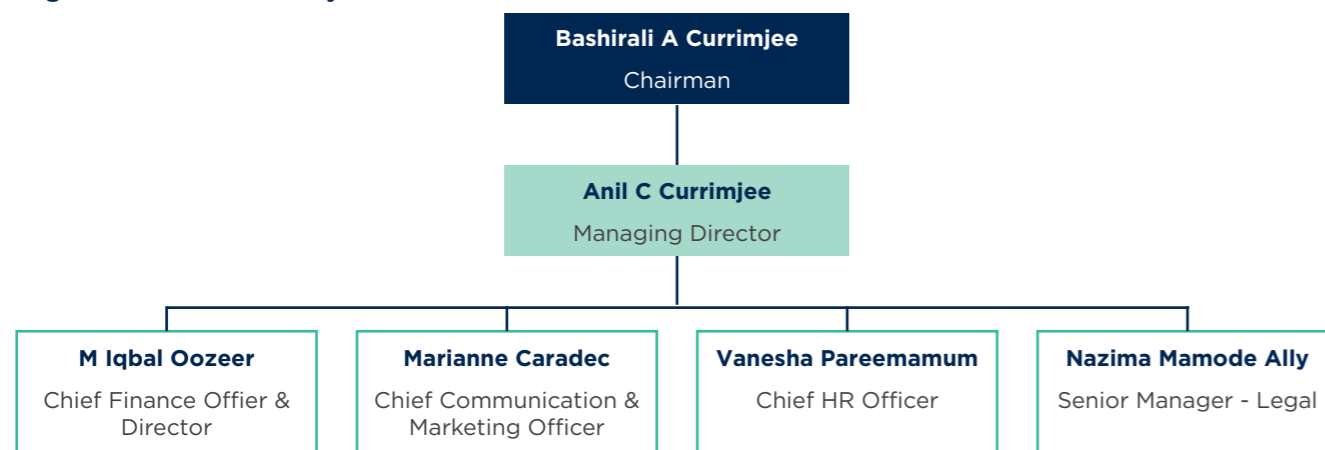 Bashirali A Currimjee
Chairman
Anil C Currimjee
Managing Director
M Iqbal Oozeer
Chief Finance Offier &
Director
Marianne Caradec
Chief Communication &
Marketing Officer
Vanesha Pareemamum
Chief HR Officer
Nazima Mamode Ally
Senior Manager - Legal